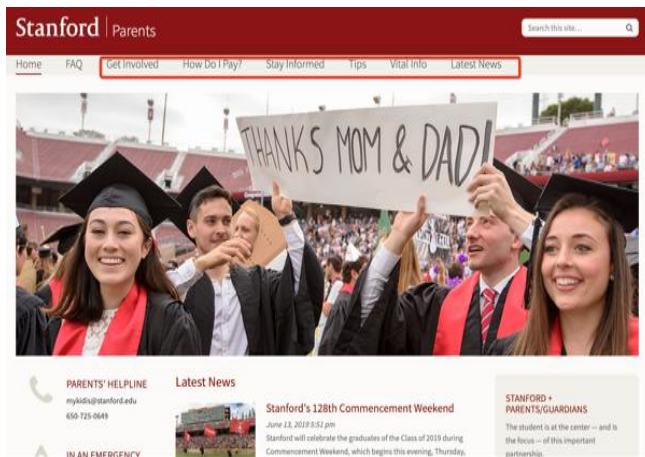 Stanford | Parents
Search this site...
Home FAQ Get Involved How Do I Pay? Stay Informed Tips Vital Info Latest News
THANKS MOM & DAD!
PARENTS' HELPLINE
mykidis@stanford.edu
650-725-0649
IN AN EMERGENCY
Latest News
Stanford's 128th Commencement Weekend
June 13, 2019 5:51 pm
Stanford will celebrate the graduates of the Class of 2019 during
Commencement Weekend, which begins this evening, Thursday,
STANFORD +
PARENTS/GUARDIANS
The student is at the center — and is
the focus — of this important
partnership.